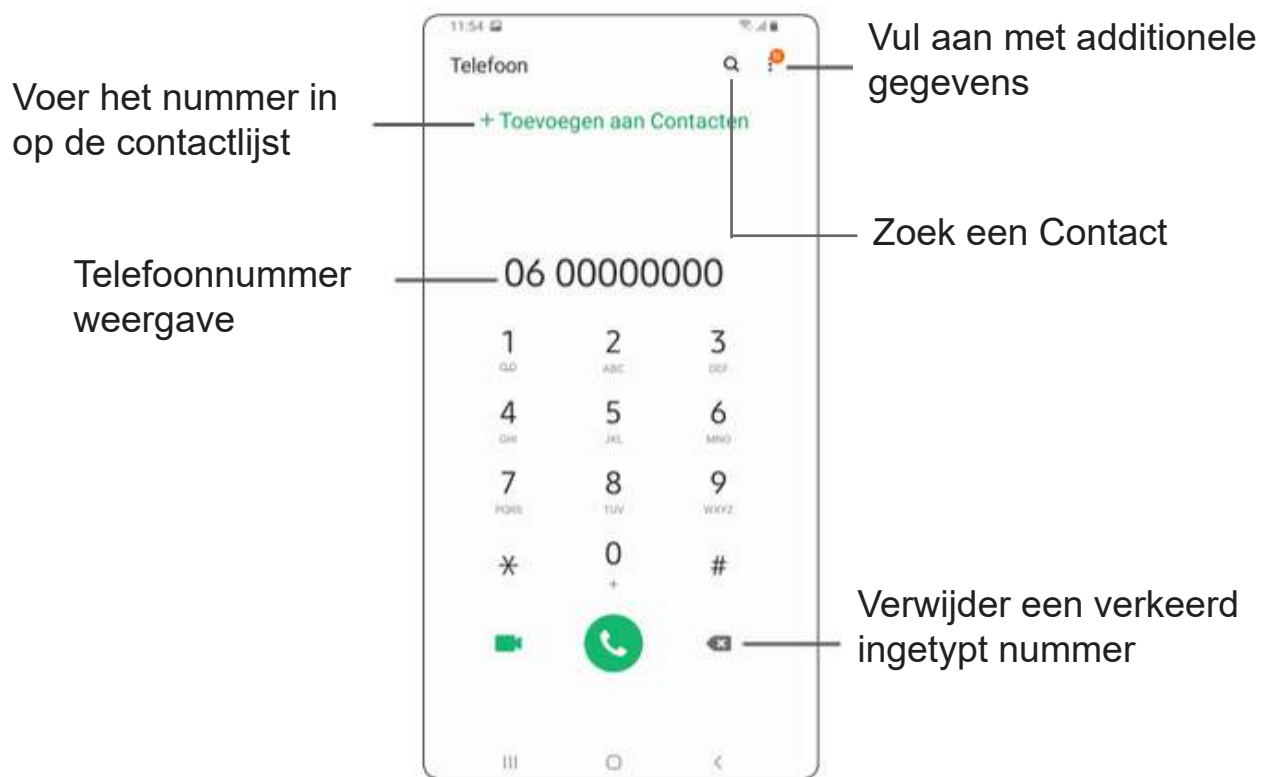 11:54
Telefoon
Vul aan met additionele
gegevens
Voer het nummer in
op de contactlijst
+ Toevoegen aan Contacten
Zoek een Contact
Telefoonnummer
weergave
06 00000000
1 2 3
ABC DEF
4 5 6
GHI JKL MNO
7 8 9
PQRS TUV WXYZ
* 0 #
+
Verwijder een verkeerd
ingetypt nummer